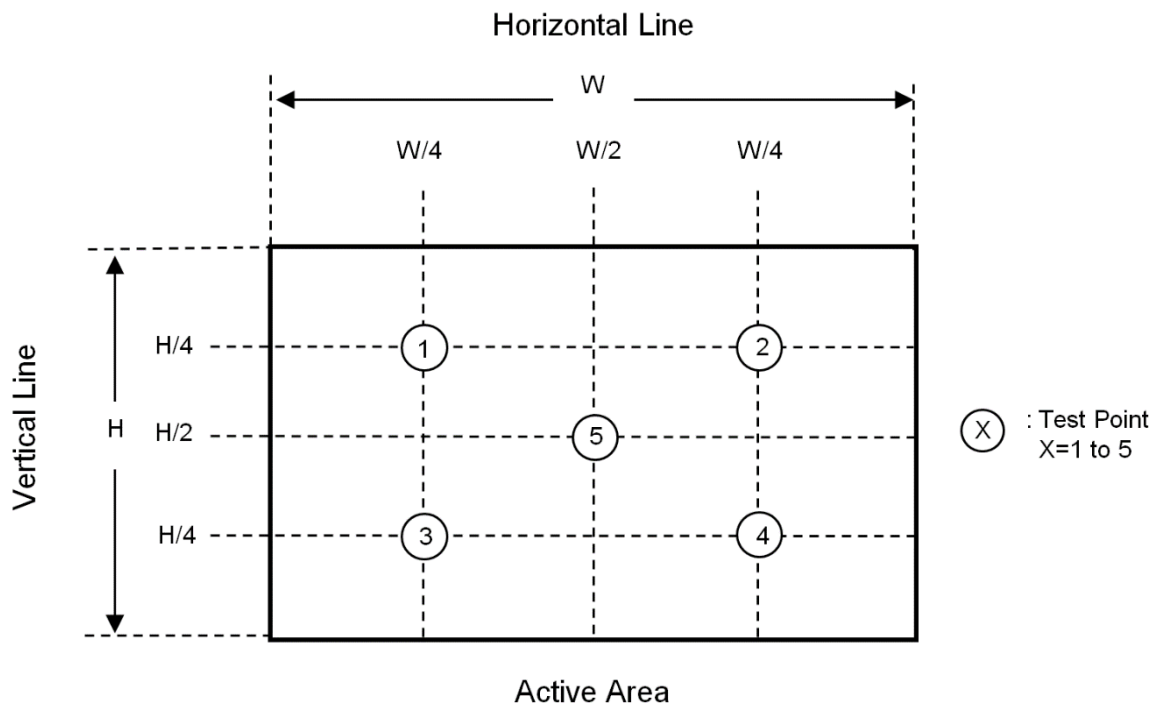 Horizontal Line
W
W/4 W/2 W/4
H/4
1 2
Vertical Line
H
H/2
5
X : Test Point
X=1 to 5
H/4
3 4
Active Area